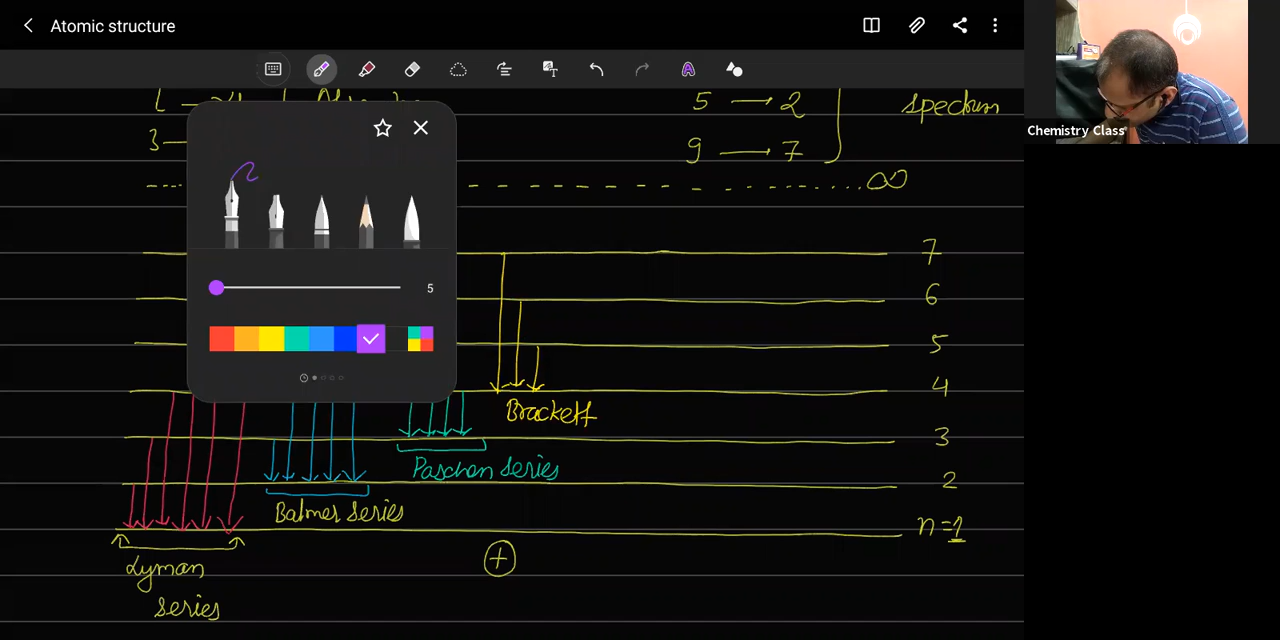 Atomic structure
5 → 2
spectrum
3 —
9 → 7
Chemistry Class
∞
7
6
5
5
4
Brackett
3
Paschen series
2
Balmer series
n = 1
+
Lyman
series